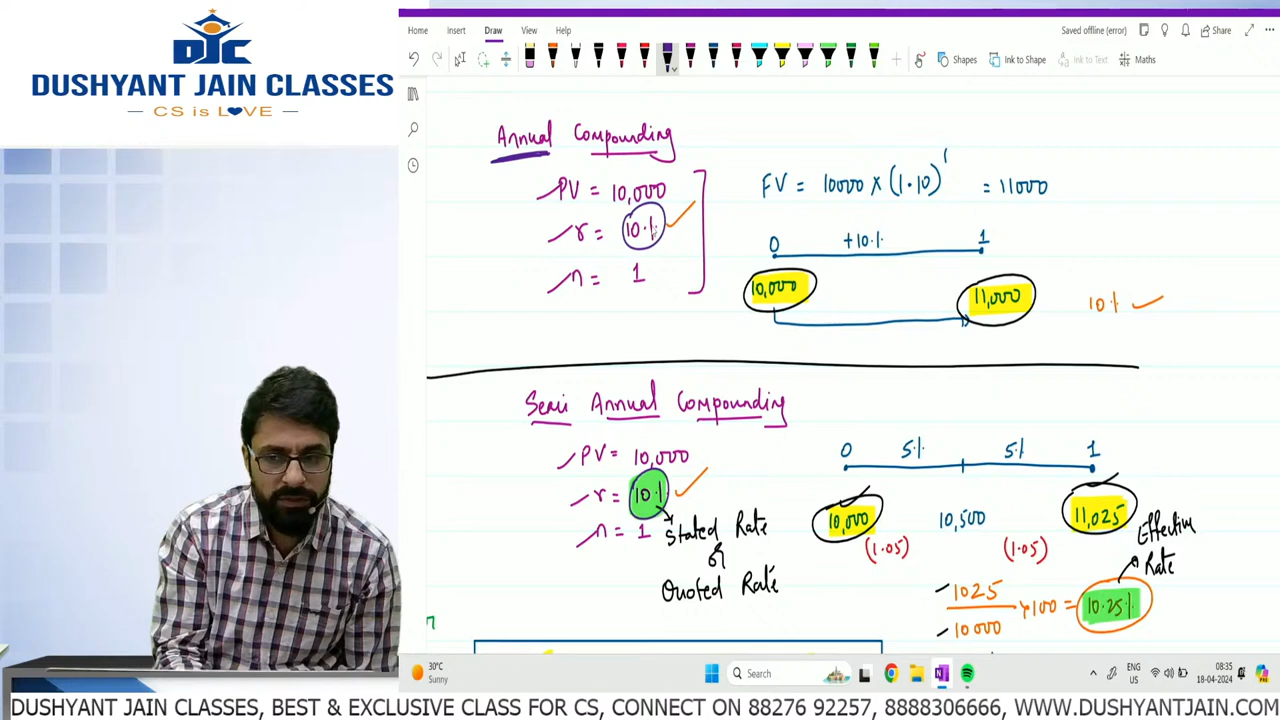 DJC
DUSHYANT JAIN CLASSES
CS is LOVE
Home Insert Draw View Help
Saved offline (error)
Share
Shapes
Ink to Shape
Ink to Text
Maths
Annual Compounding
PV = 10,000
r = 10%
n = 1
FV = 10000 x (1.10)^1 = 11000
0 +10% 1
10,000 11,000 10% ✓
Semi Annual Compounding
PV = 10,000
r = 10%
n = 1
Stated Rate
or
Quoted Rate
0 5% 5% 1
10,000 10,500 11,025
(1.05) (1.05)
Effective
Rate
1025
x100 = 10.25%
10000
30°C
Sunny
Search
ENG
US
08:35
18-04-2024
DUSHYANT JAIN CLASSES, BEST & EXCLUSIVE CLASS FOR CS, CONNECT ON 88276 92257, 8888306666, WWW.DUSHYANTJAIN.COM